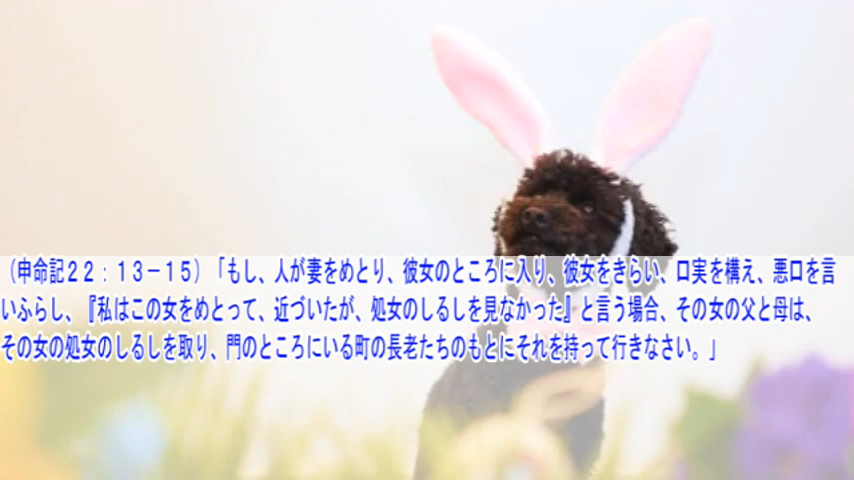 （申命記２２：１３－１５）「もし、人が妻をめとり、彼女のところに入り、彼女をきらい、口実を構え、悪口を言
いふらし、『私はこの女をめとって、近づいたが、処女のしるしを見なかった』と言う場合、その女の父と母は、
その女の処女のしるしを取り、門のところにいる町の長老たちのもとにそれを持って行きなさい。」